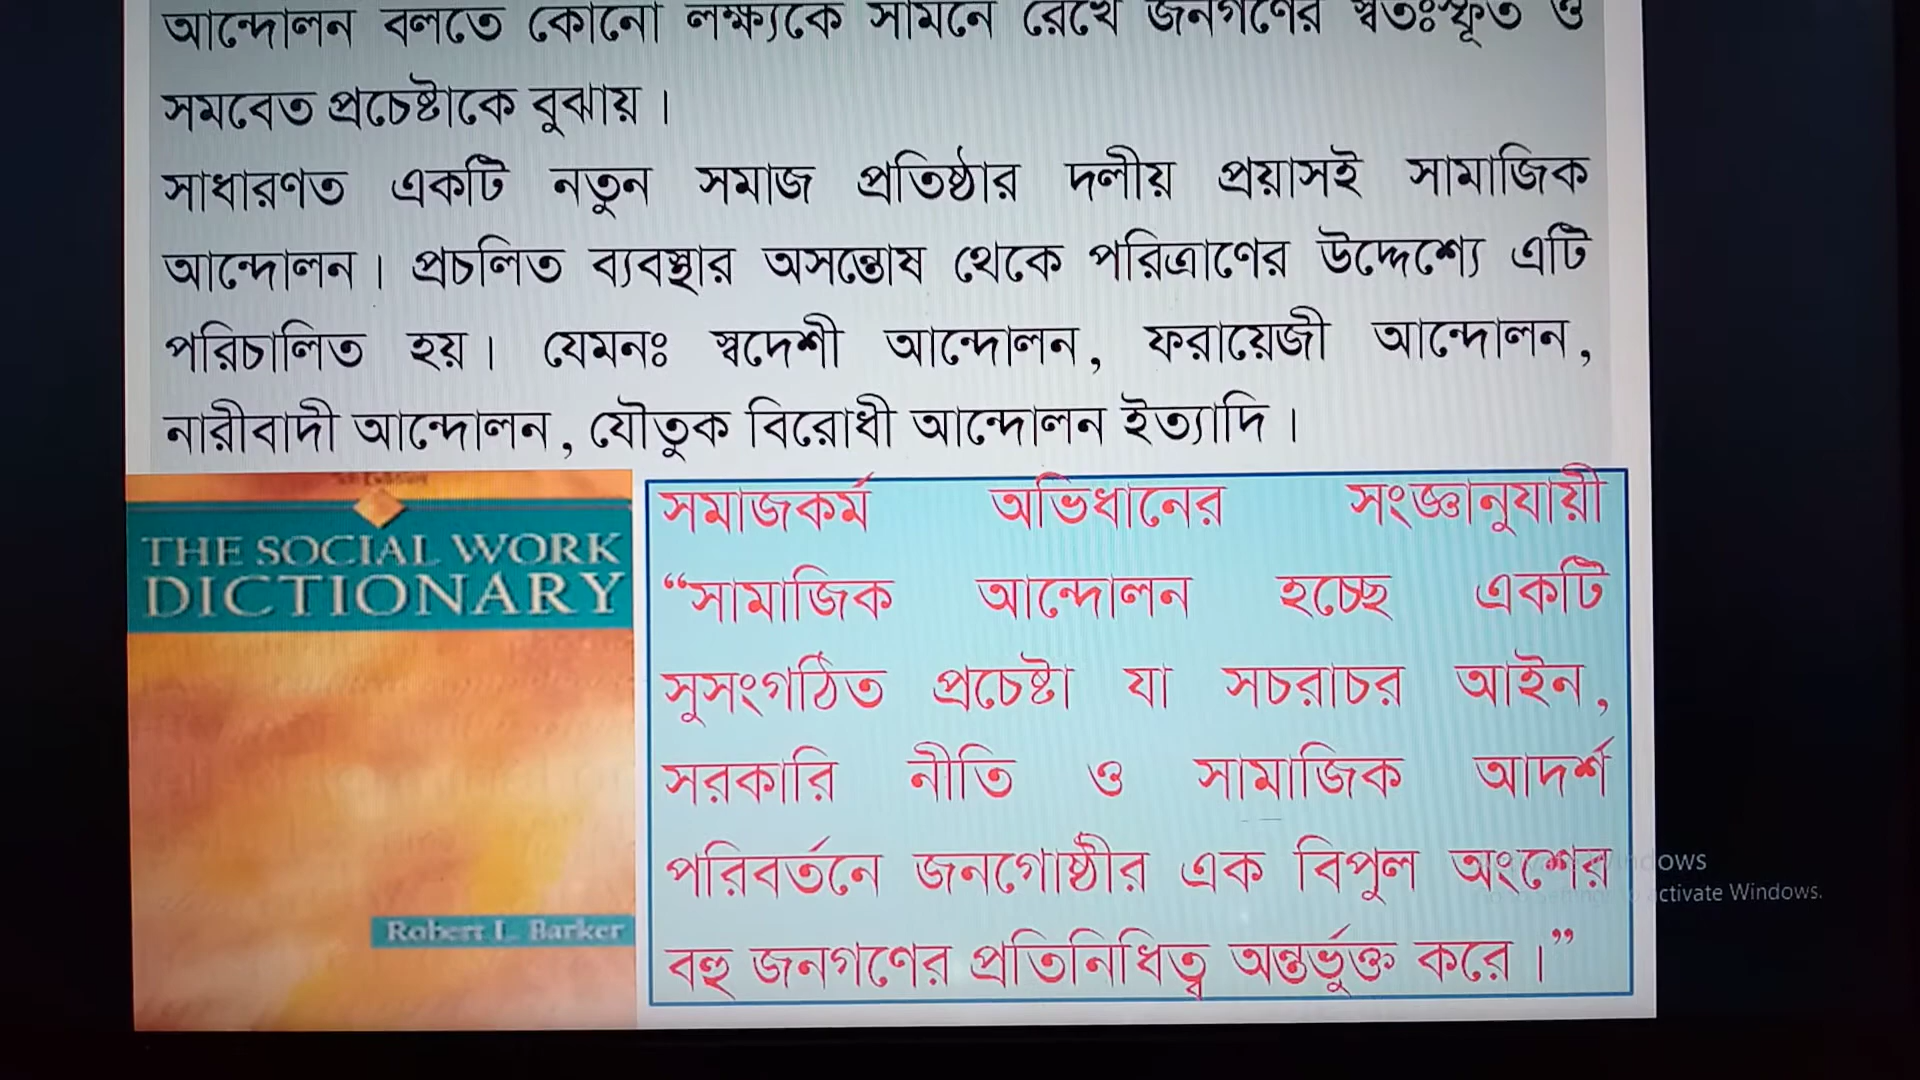 আন্দোলন বলতে কোনো লক্ষ্যকে সামনে রেখে জনগণের স্বতঃস্ফূর্ত ও
সমবেত প্রচেষ্টাকে বুঝায়।
সাধারণত একটি নতুন সমাজ প্রতিষ্ঠার দলীয় প্রয়াসই সামাজিক
আন্দোলন। প্রচলিত ব্যবস্থার অসন্তোষ থেকে পরিত্রাণের উদ্দেশ্যে এটি
পরিচালিত হয়। যেমনঃ স্বদেশী আন্দোলন, ফরায়েজী আন্দোলন,
নারীবাদী আন্দোলন, যৌতুক বিরোধী আন্দোলন ইত্যাদি।
THE SOCIAL WORK
DICTIONARY
Robert L. Barker
সমাজকর্ম অভিধানের সংজ্ঞানুযায়ী
“সামাজিক আন্দোলন হচ্ছে একটি
সুসংগঠিত প্রচেষ্টা যা সচরাচর আইন,
সরকারি নীতি ও সামাজিক আদর্শ
পরিবর্তনে জনগোষ্ঠীর এক বিপুল অংশের
বহু জনগণের প্রতিনিধিত্ব অন্তর্ভুক্ত করে।”
activate Windows.